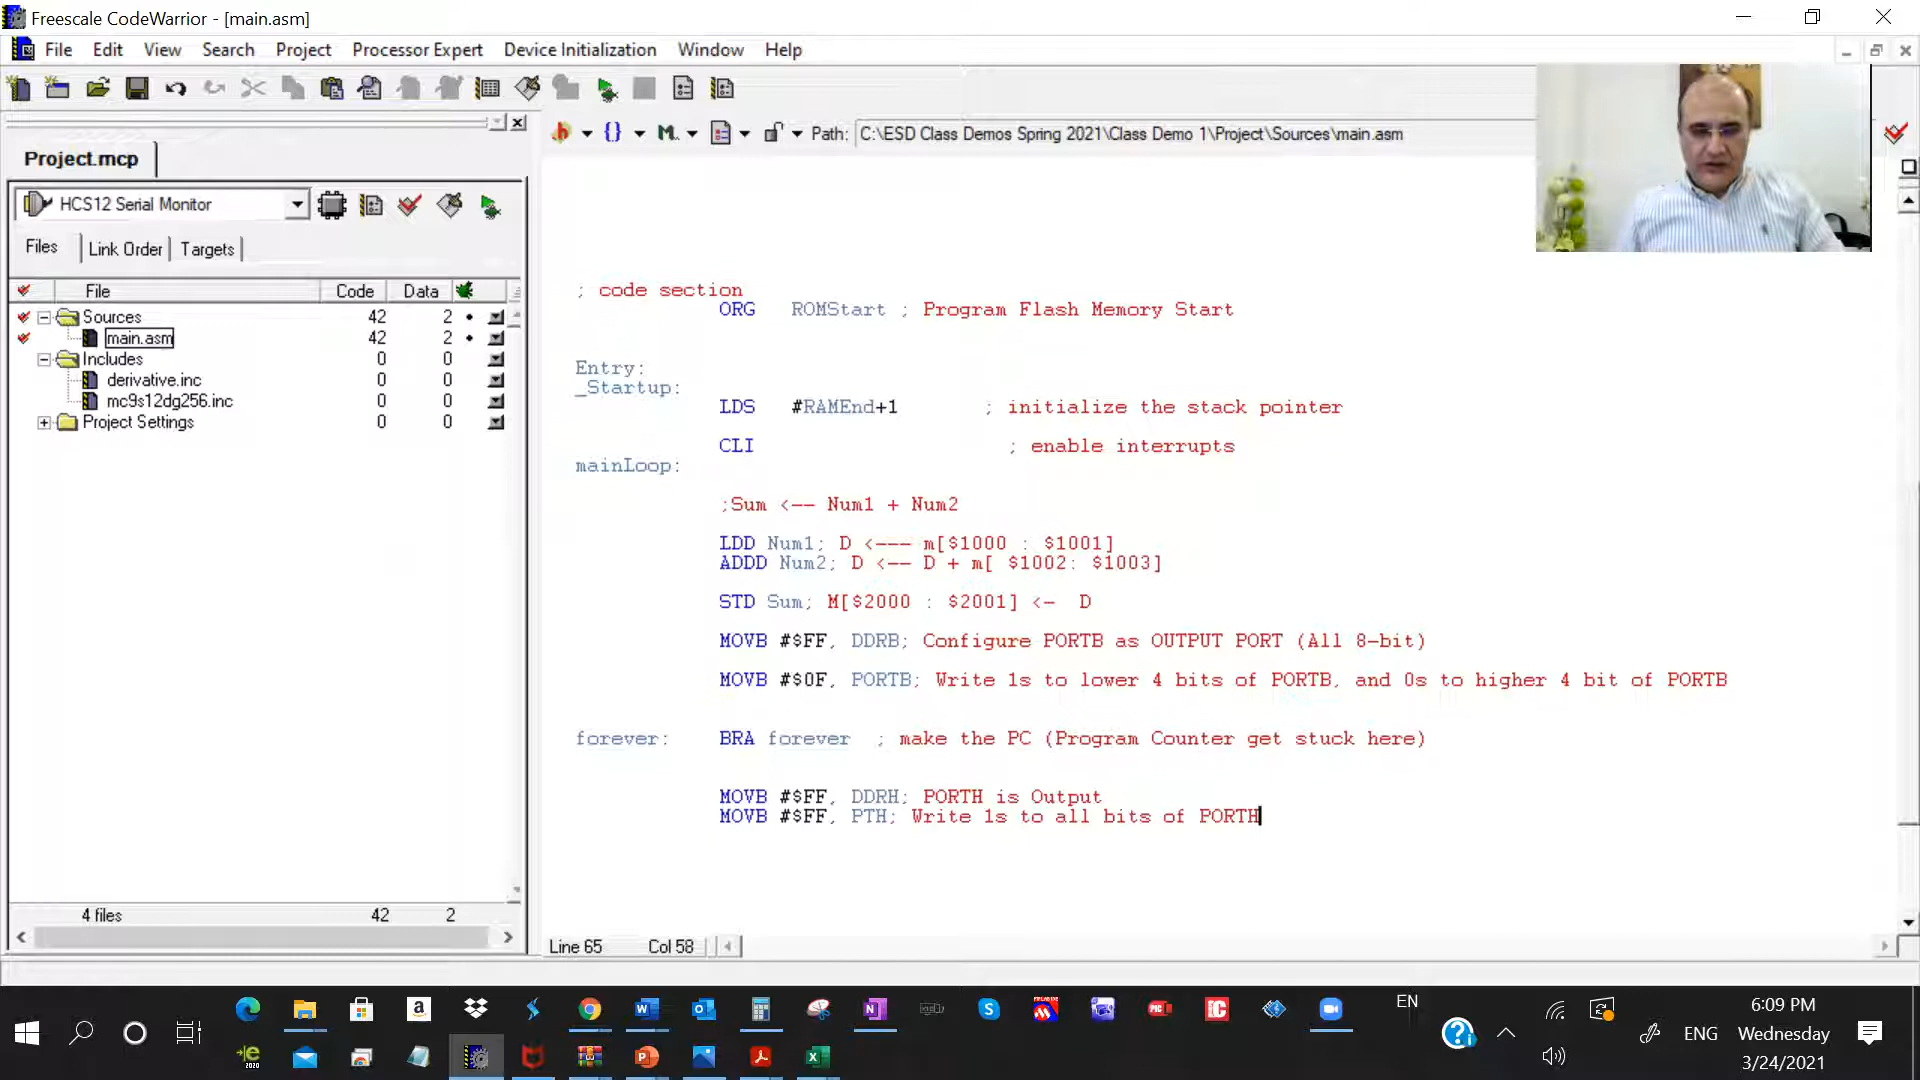 Freescale CodeWarrior - [main.asm]
File Edit View Search Project Processor Expert Device Initialization Window Help
Path: C:\ESD Class Demos Spring 2021\Class Demo 1\Project\Sources\main.asm
Project.mcp
HCS12 Serial Monitor
Files Link Order Targets
File Code Data
Sources 42 2
main.asm 42 2
Includes 0 0
derivative.inc 0 0
mc9s12dg256.inc 0 0
Project Settings 0 0
4 files 42 2
; code section
ORG ROMStart ; Program Flash Memory Start
Entry:
_Startup:
LDS #RAMEnd+1 ; initialize the stack pointer
CLI ; enable interrupts
mainLoop:
;Sum <-- Num1 + Num2
LDD Num1; D <--- m[$1000 : $1001]
ADDD Num2; D <-- D + m[ $1002: $1003]
STD Sum; M[$2000 : $2001] <- D
MOVB #$FF, DDRB; Configure PORTB as OUTPUT PORT (All 8-bit)
MOVB #$0F, PORTB; Write 1s to lower 4 bits of PORTB, and 0s to higher 4 bit of PORTB
forever: BRA forever ; make the PC (Program Counter get stuck here)
MOVB #$FF, DDRH; PORTH is Output
MOVB #$FF, PTH; Write 1s to all bits of PORTH
Line 65 Col 58
EN
ENG
6:09 PM
Wednesday
3/24/2021